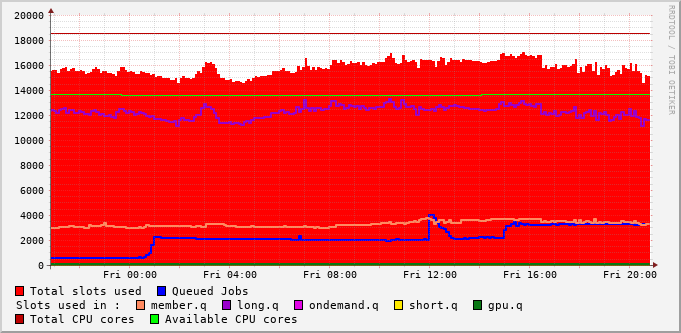 RRDTOOL / TOBI OETIKER
20000
18000
16000
14000
12000
10000
8000
6000
4000
2000
0
Fri 00:00 Fri 04:00 Fri 08:00 Fri 12:00 Fri 16:00 Fri 20:00
Total slots used Queued Jobs
Slots used in : member.q long.q ondemand.q short.q gpu.q
Total CPU cores Available CPU cores